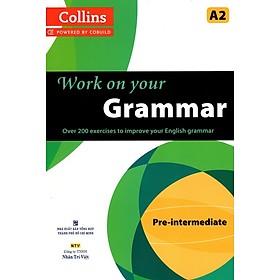 Collins
POWERED BY COBUILD
A2
Work on your
Grammar
Over 200 exercises to improve your English grammar
Pre-intermediate
NHÀ XUẤT BẢN TỔNG HỢP
THÀNH PHỐ HỒ CHÍ MINH
NTV
Công ty TNHH
Nhân Trí Việt